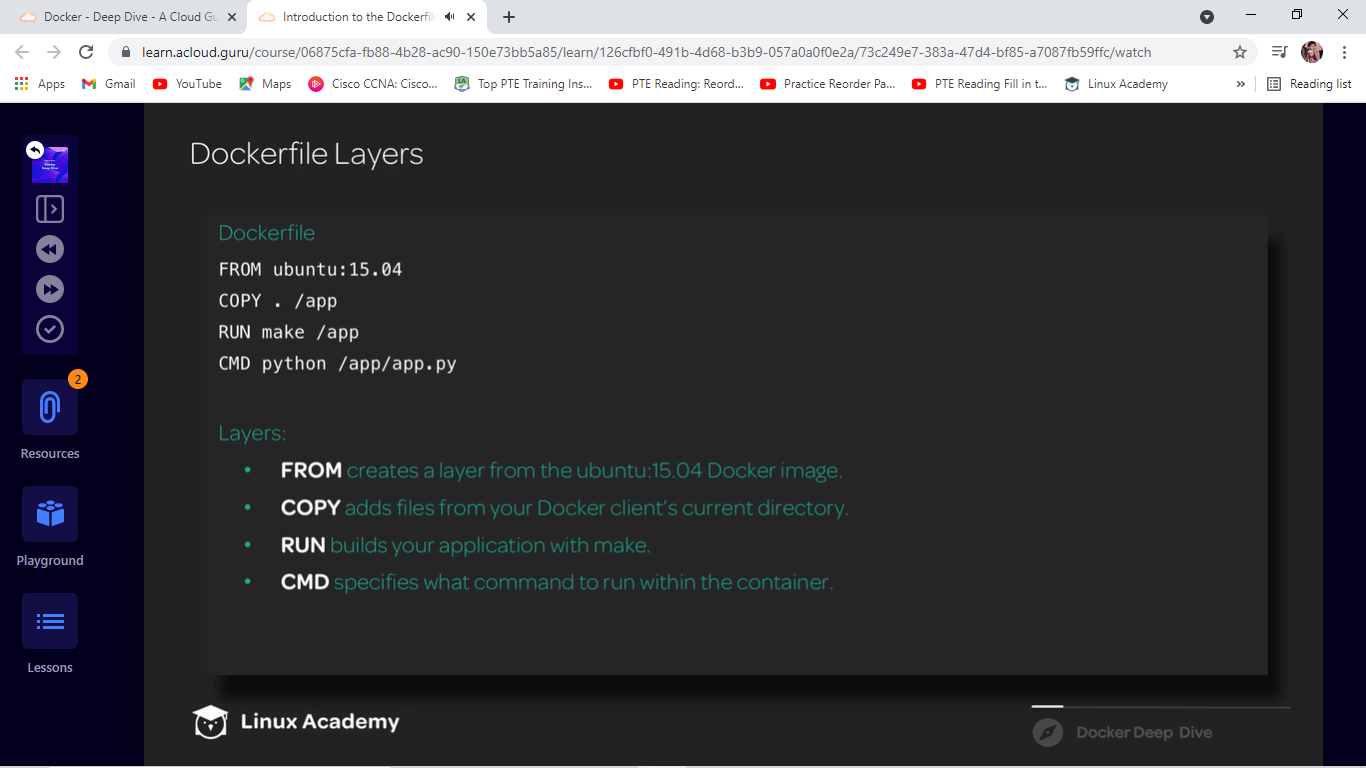 Docker - Deep Dive - A Cloud Gu
Introduction to the Dockerfil
learn.acloud.guru/course/06875cfa-fb88-4b28-ac90-150e73bb5a85/learn/126cfbf0-491b-4d68-b3b9-057a0a0f0e2a/73c249e7-383a-47d4-bf85-a7087fb59ffc/watch
Apps
Gmail
YouTube
Maps
Cisco CCNA: Cisco...
Top PTE Training Ins...
PTE Reading: Reord...
Practice Reorder Pa...
PTE Reading Fill in t...
Linux Academy
»
Reading list
Dockerfile Layers
Dockerfile
FROM ubuntu:15.04
COPY . /app
RUN make /app
CMD python /app/app.py
Layers:
• FROM creates a layer from the ubuntu:15.04 Docker image.
• COPY adds files from your Docker client's current directory.
• RUN builds your application with make.
• CMD specifies what command to run within the container.
2
Resources
Playground
Lessons
Linux Academy
Docker Deep Dive